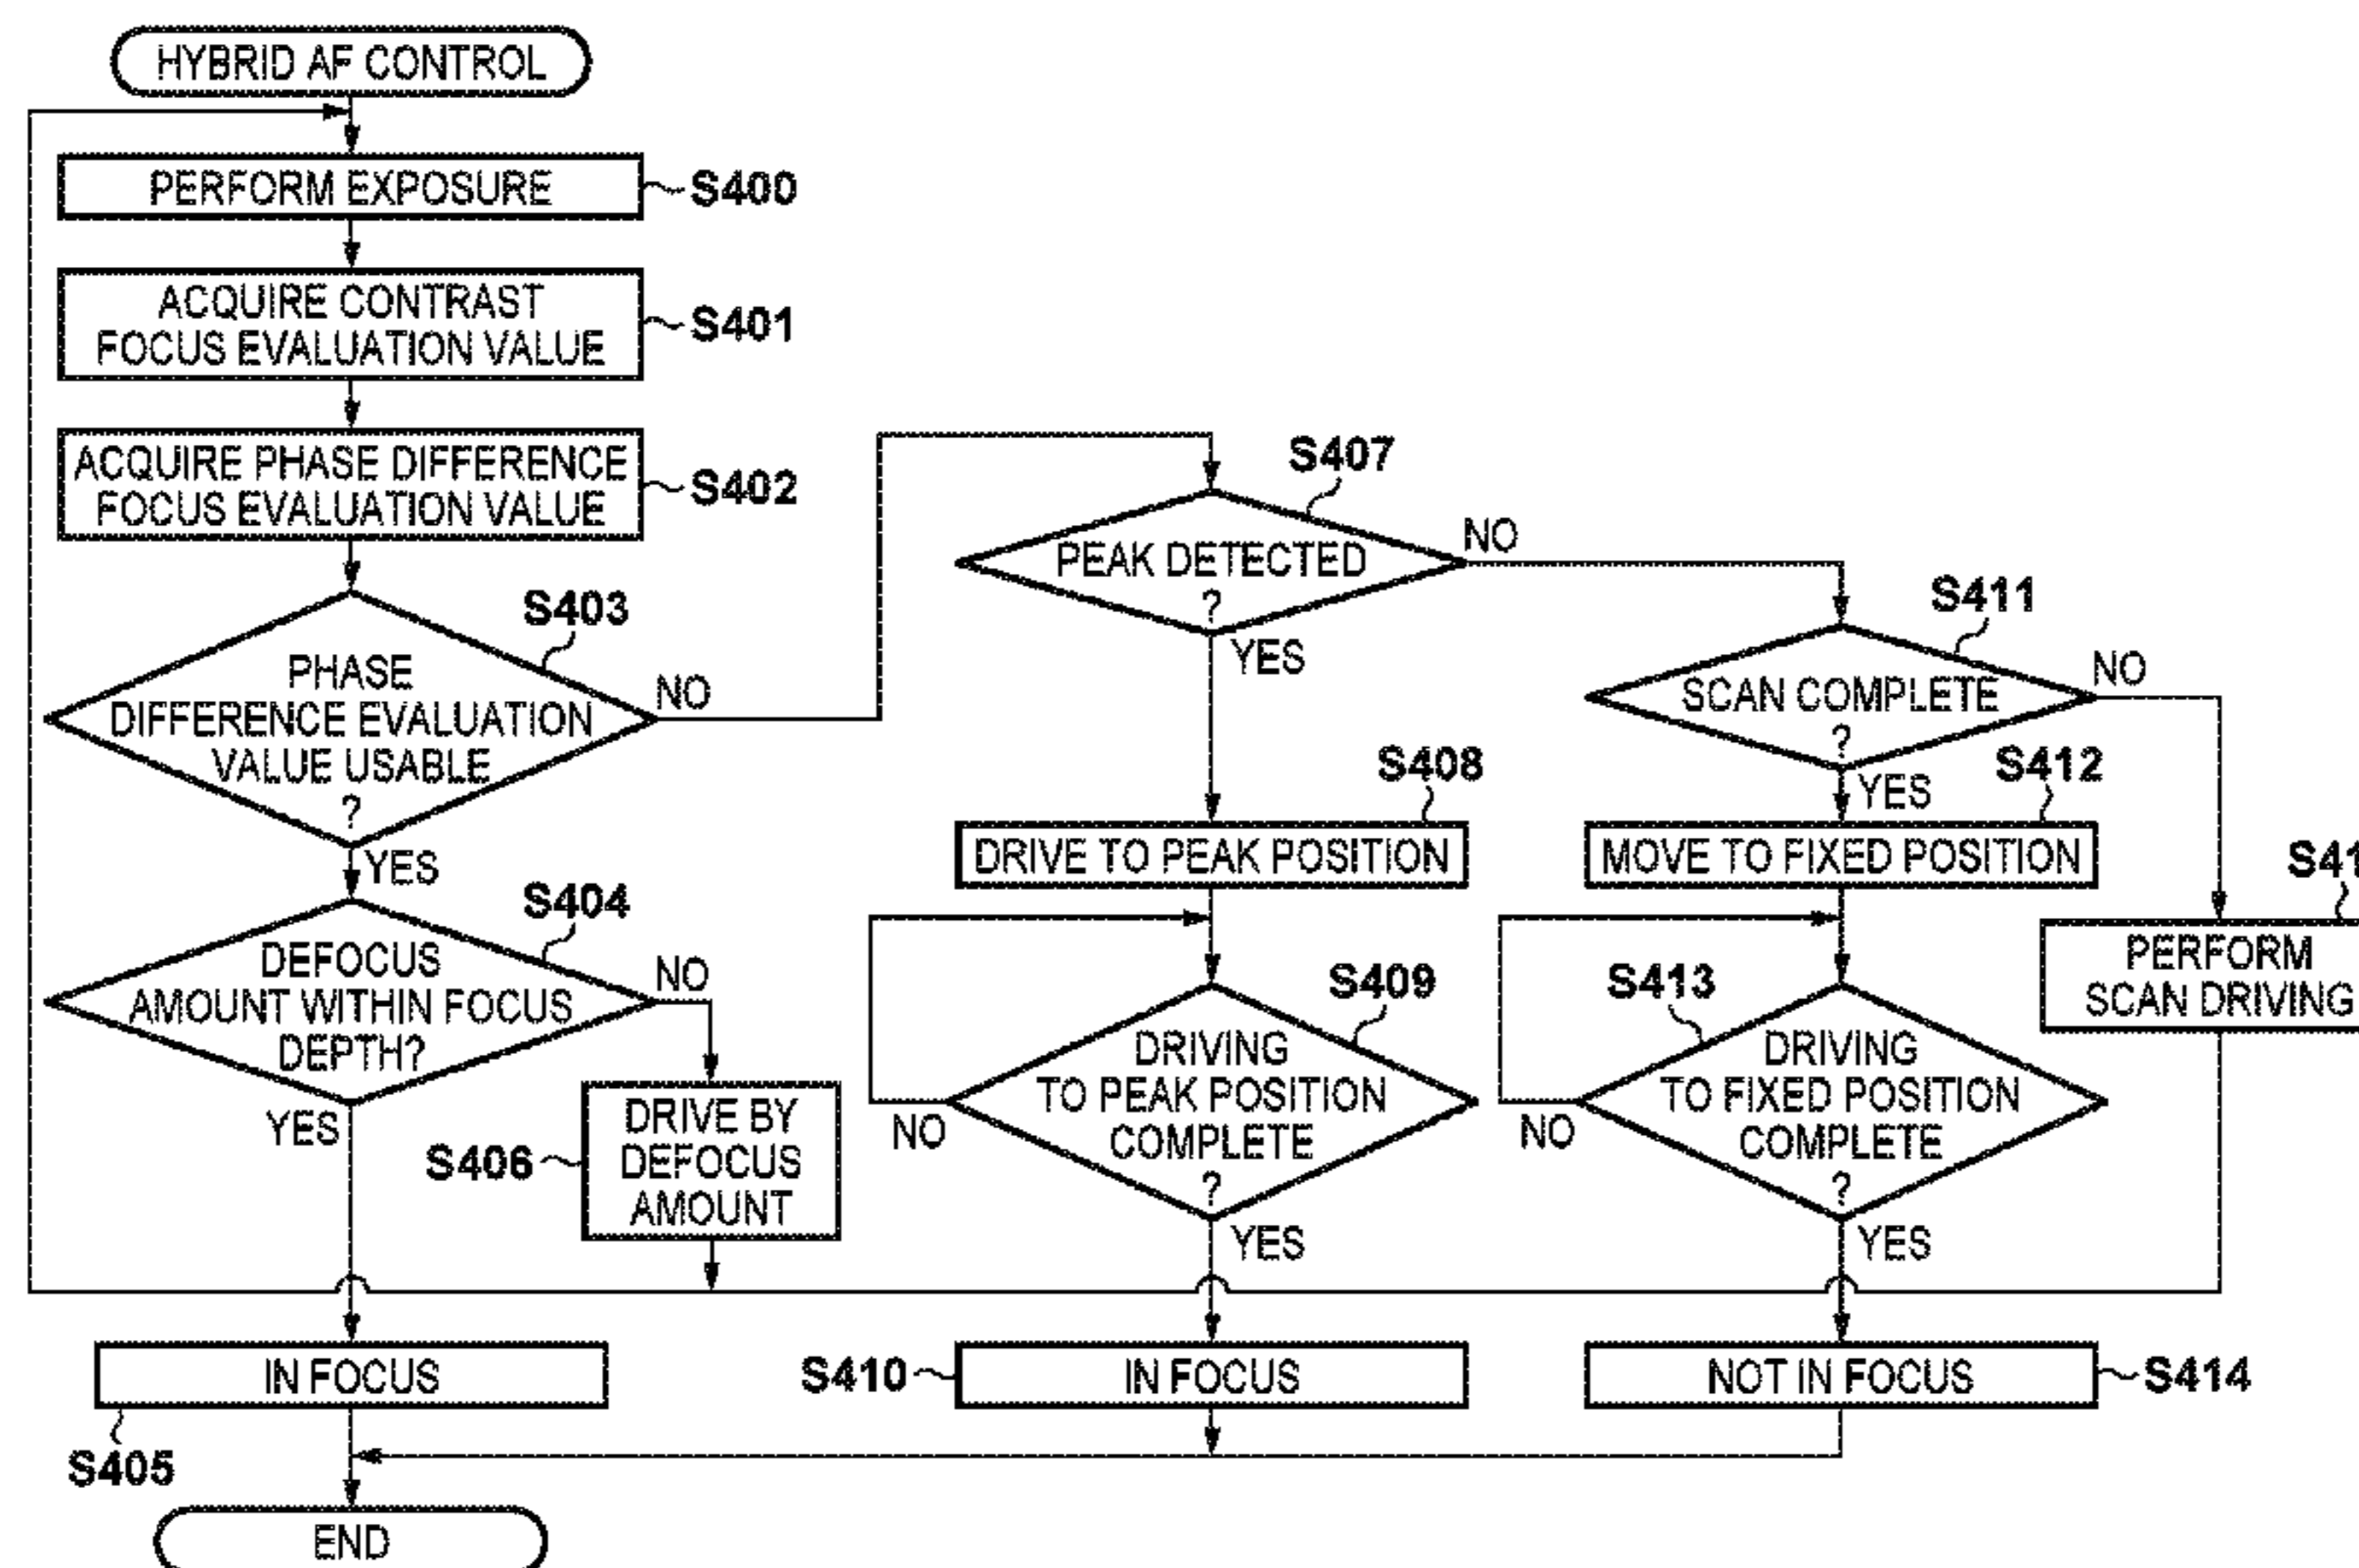 HYBRID AF CONTROL
PERFORM EXPOSURE
S400
ACQUIRE CONTRAST
FOCUS EVALUATION VALUE
S401
ACQUIRE PHASE DIFFERENCE
FOCUS EVALUATION VALUE
S402
S403
PHASE
DIFFERENCE EVALUATION
VALUE USABLE
?
NO
YES
S404
DEFOCUS
AMOUNT WITHIN FOCUS
DEPTH?
NO
YES
S406
DRIVE BY
DEFOCUS
AMOUNT
IN FOCUS
S405
END
S407
PEAK DETECTED
?
NO
YES
S408
DRIVE TO PEAK POSITION
S409
DRIVING
TO PEAK POSITION
COMPLETE
?
NO
YES
S410
IN FOCUS
S411
SCAN COMPLETE
?
NO
YES
S412
MOVE TO FIXED POSITION
S413
DRIVING
TO FIXED POSITION
COMPLETE
?
NO
YES
NOT IN FOCUS
S414
PERFORM
SCAN DRIVING